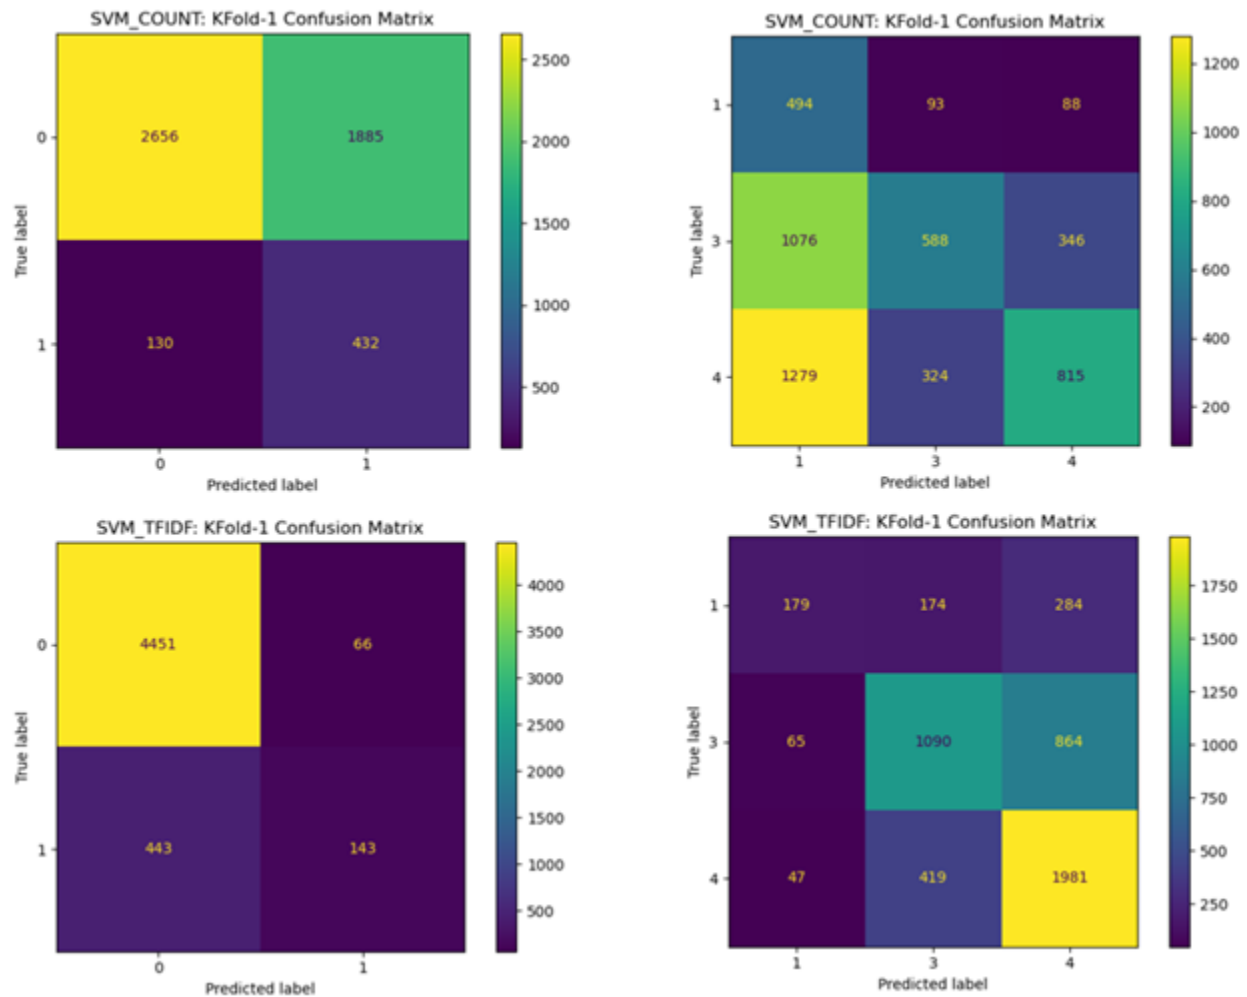 SVM_COUNT: KFold-1 Confusion Matrix
2656 1885
130 432
0
1
True label
0 1
Predicted label
2500
2000
1500
1000
500
SVM_COUNT: KFold-1 Confusion Matrix
494 93 88
1076 588 346
1279 324 815
1
3
4
True label
1 3 4
Predicted label
1200
1000
800
600
400
200
SVM_TFIDF: KFold-1 Confusion Matrix
4451 66
443 143
0
1
True label
0 1
Predicted label
4000
3500
3000
2500
2000
1500
1000
500
SVM_TFIDF: KFold-1 Confusion Matrix
179 174 284
65 1090 864
47 419 1981
1
3
4
True label
1 3 4
Predicted label
1750
1500
1250
1000
750
500
250